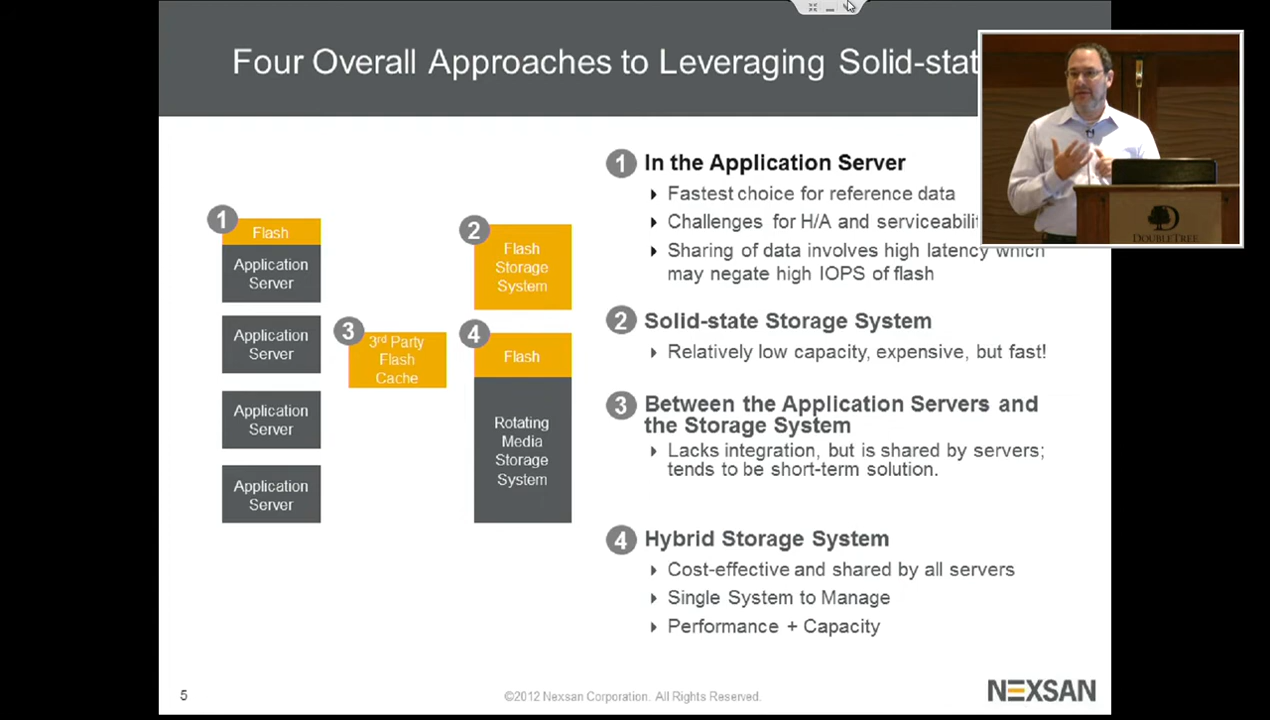 Four Overall Approaches to Leveraging Solid-stat
1
Flash
Application
Server
Application
Server
Application
Server
Application
Server
3
3rd Party
Flash
Cache
2
Flash
Storage
System
4
Flash
Rotating
Media
Storage
System
1 In the Application Server
Fastest choice for reference data
Challenges for H/A and serviceabilit
Sharing of data involves high latency which
may negate high IOPS of flash
2 Solid-state Storage System
Relatively low capacity, expensive, but fast!
3 Between the Application Servers and
the Storage System
Lacks integration, but is shared by servers;
tends to be short-term solution.
4 Hybrid Storage System
Cost-effective and shared by all servers
Single System to Manage
Performance + Capacity
5
©2012 Nexsan Corporation. All Rights Reserved.
NEXSAN
DOUBLETREE